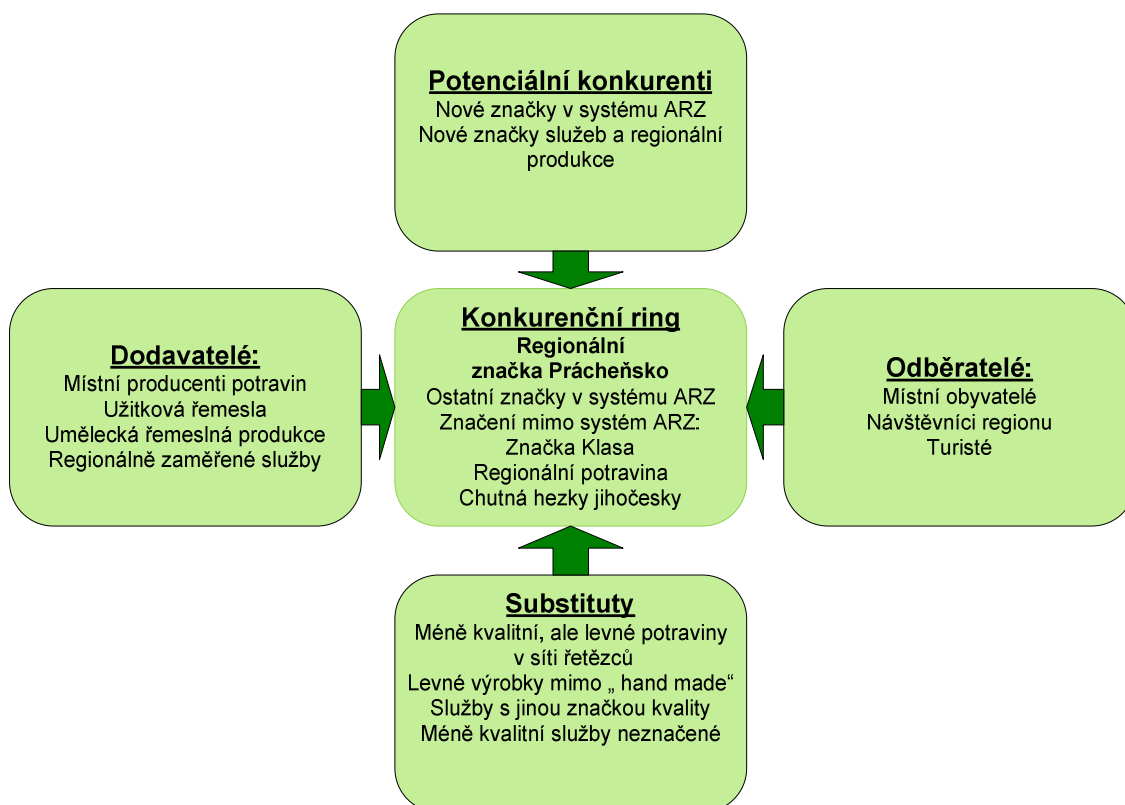 Potenciální konkurenti
Nové značky v systému ARZ
Nové značky služeb a regionální
produkce
Dodavatelé:
Místní producenti potravin
Užitková řemesla
Umělecká řemeslná produkce
Regionálně zaměřené služby
Konkurenční ring
Regionální
značka Prácheňsko
Ostatní značky v systému ARZ
Značení mimo systém ARZ:
Značka Klasa
Regionální potravina
Chutná hezky jihočesky
Odběratelé:
Místní obyvatelé
Návštěvníci regionu
Turisté
Substituty
Méně kvalitní, ale levné potraviny
v síti řetězců
Levné výrobky mimo „ hand made“
Služby s jinou značkou kvality
Méně kvalitní služby neznačené